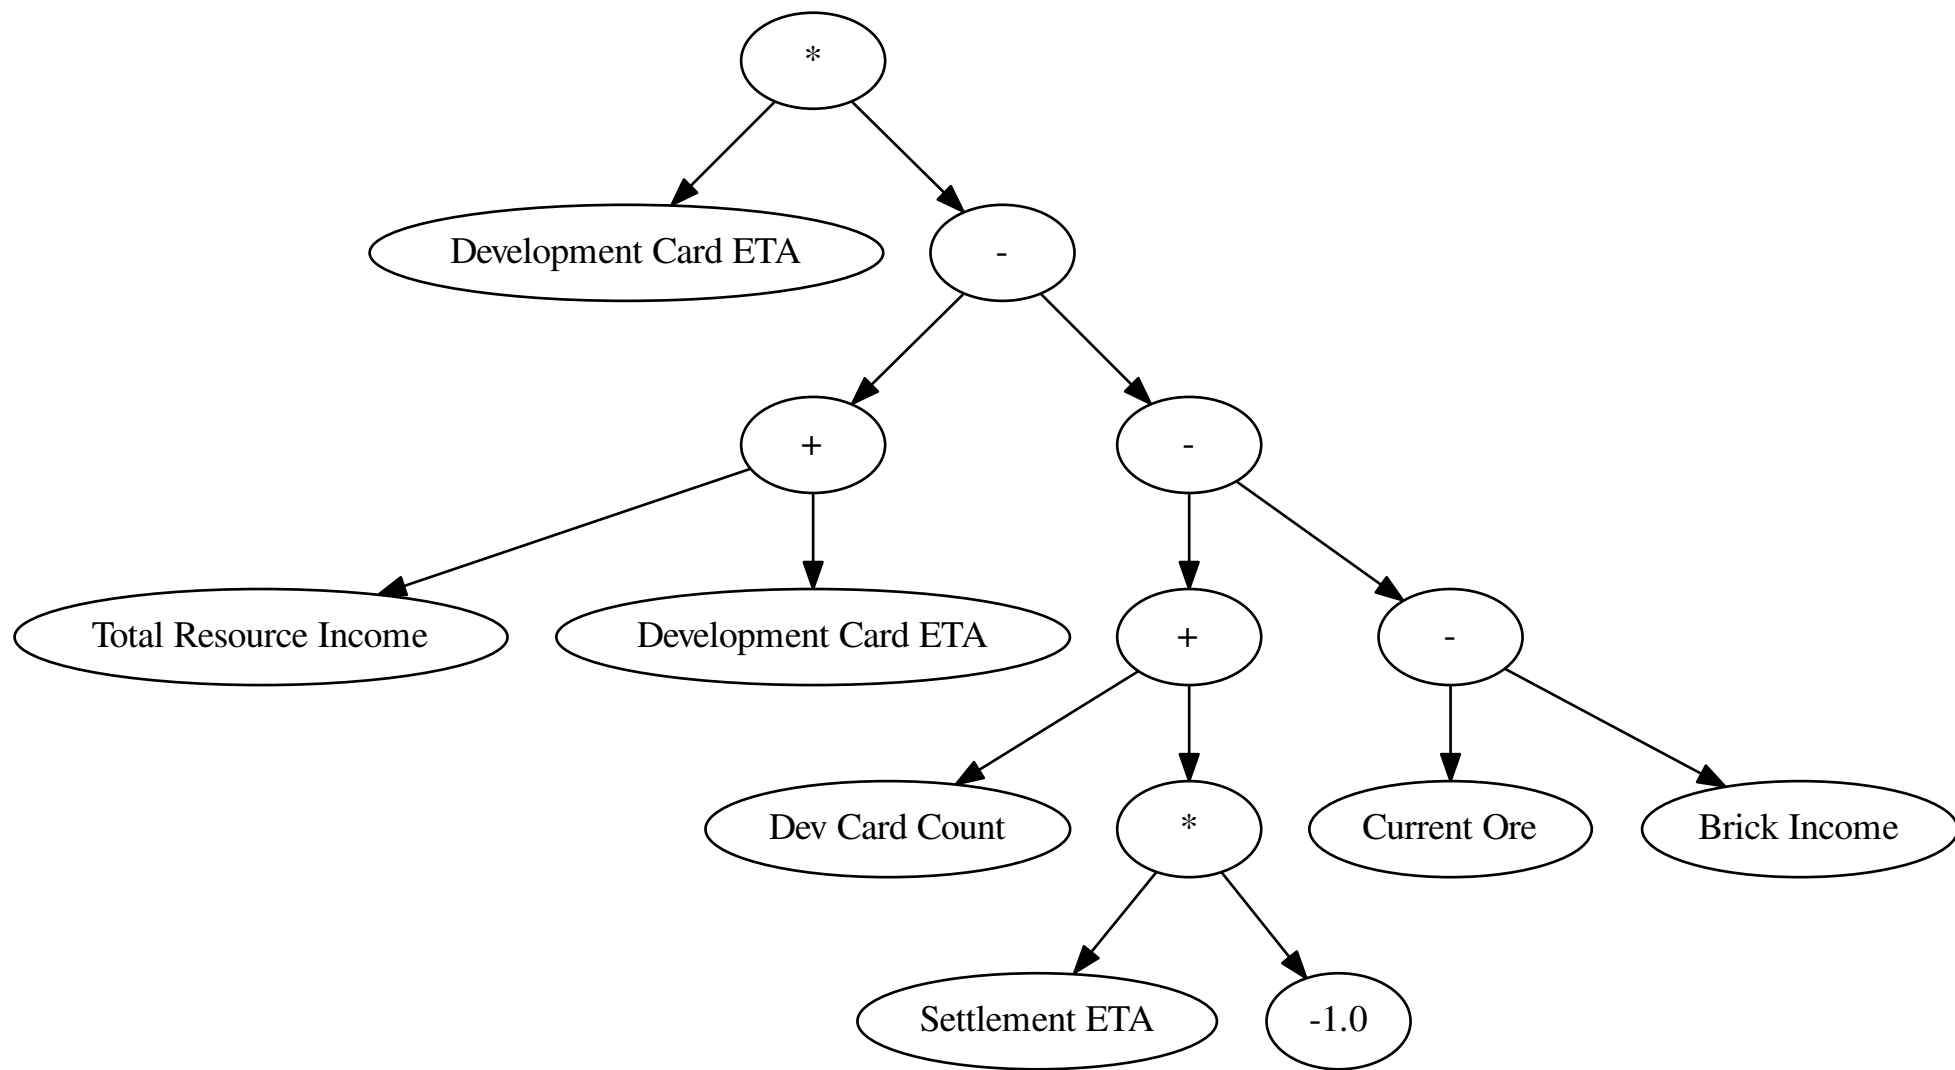 *
Development Card ETA
-
+
-
Total Resource Income
Development Card ETA
+
-
Dev Card Count
*
Current Ore
Brick Income
Settlement ETA
-1.0